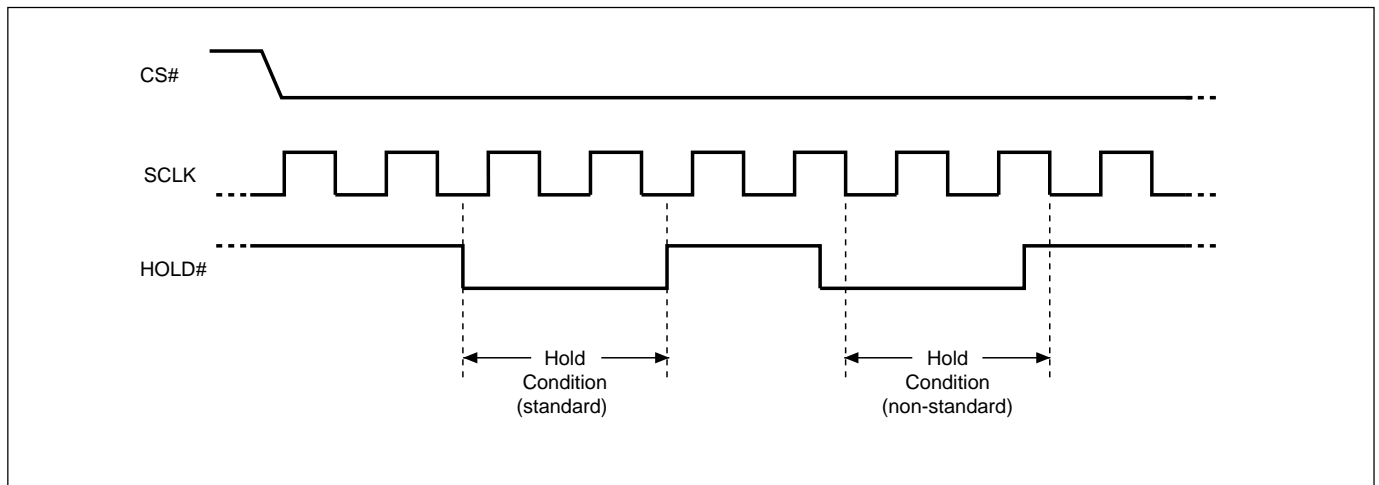 CS#
SCLK
HOLD#
Hold
Condition
(standard)
Hold
Condition
(non-standard)